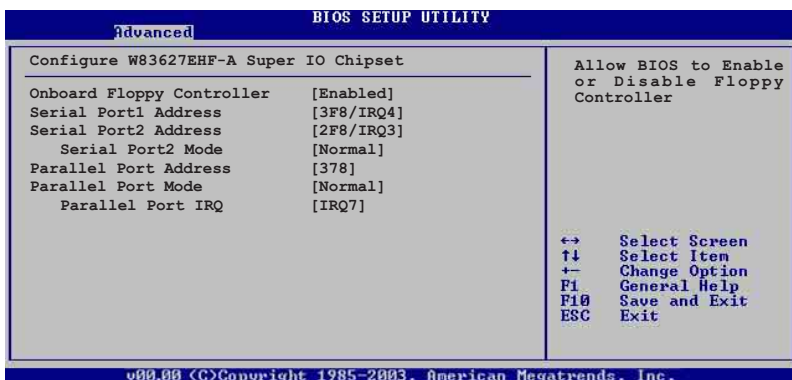 BIOS SETUP UTILITY
Advanced
Configure W83627EHF-A Super IO Chipset
Onboard Floppy Controller [Enabled]
Serial Port1 Address [3F8/IRQ4]
Serial Port2 Address [2F8/IRQ3]
Serial Port2 Mode [Normal]
Parallel Port Address [378]
Parallel Port Mode [Normal]
Parallel Port IRQ [IRQ7]
Allow BIOS to Enable
or Disable Floppy
Controller
←→ Select Screen
↑↓ Select Item
+- Change Option
F1 General Help
F10 Save and Exit
ESC Exit
v00.00 (C)Copyright 1985-2003, American Megatrends, Inc.